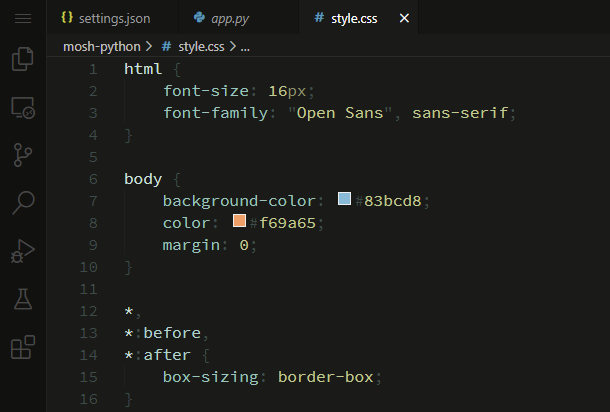 {} settings.json app.py # style.css ×
mosh-python > # style.css > ...
1 html {
2 font-size: 16px;
3 font-family: "Open Sans", sans-serif;
4 }
5
6 body {
7 background-color: #83bcd8;
8 color: #f69a65;
9 margin: 0;
10 }
11
12 *,
13 *:before,
14 *:after {
15 box-sizing: border-box;
16 }